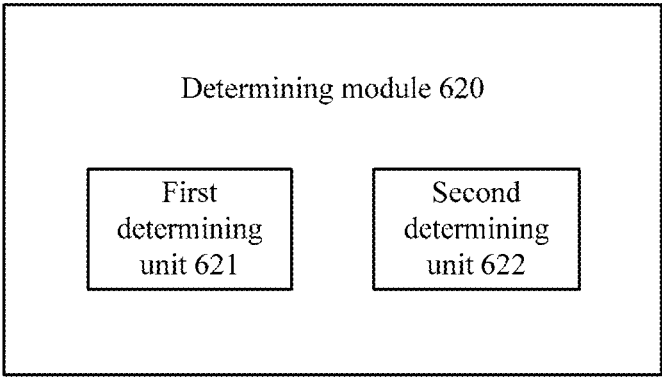 Determining module 620
First
determining
unit 621
Second
determining
unit 622